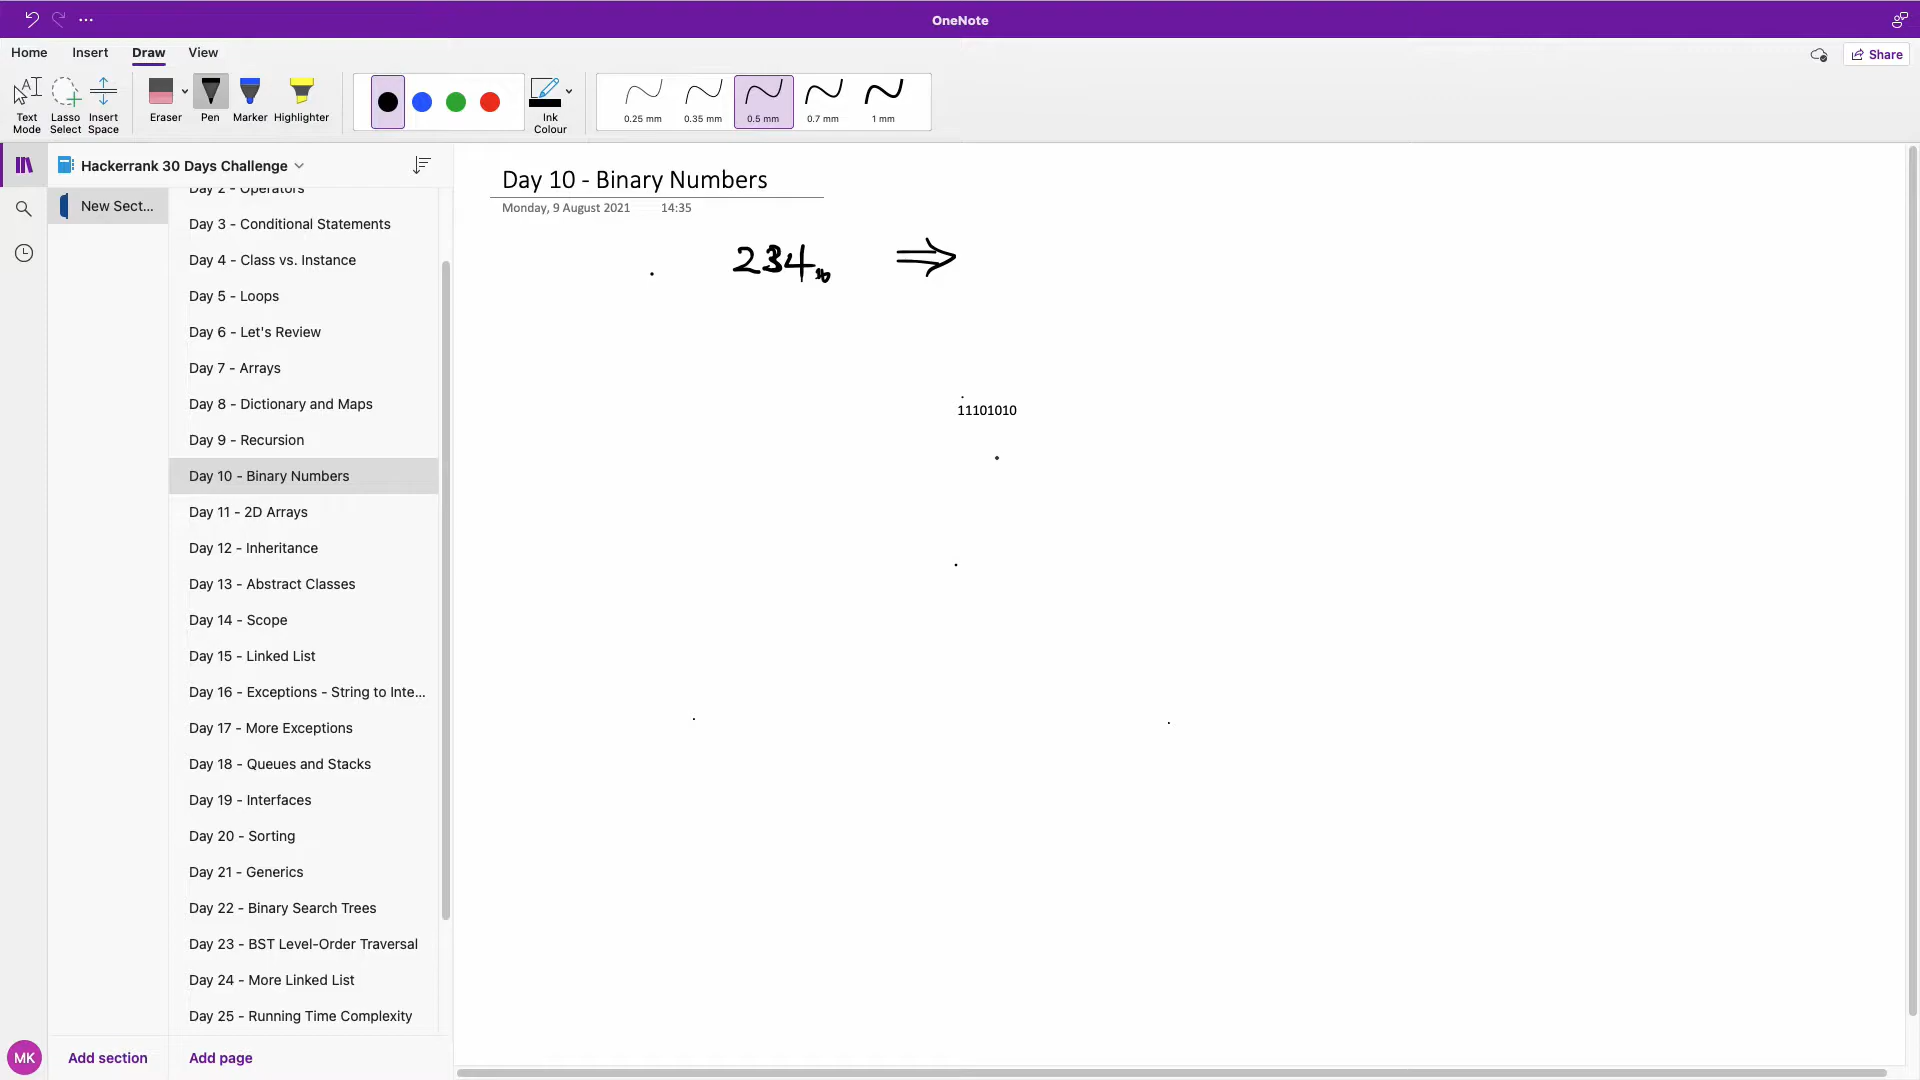 OneNote
Home Insert Draw View
Share
Text Mode
Lasso Select
Insert Space
Eraser
Pen
Marker
Highlighter
Ink Colour
0.25 mm
0.35 mm
0.5 mm
0.7 mm
1 mm
Hackerrank 30 Days Challenge
New Sect...
Day 2 - Operators
Day 3 - Conditional Statements
Day 4 - Class vs. Instance
Day 5 - Loops
Day 6 - Let's Review
Day 7 - Arrays
Day 8 - Dictionary and Maps
Day 9 - Recursion
Day 10 - Binary Numbers
Day 11 - 2D Arrays
Day 12 - Inheritance
Day 13 - Abstract Classes
Day 14 - Scope
Day 15 - Linked List
Day 16 - Exceptions - String to Inte...
Day 17 - More Exceptions
Day 18 - Queues and Stacks
Day 19 - Interfaces
Day 20 - Sorting
Day 21 - Generics
Day 22 - Binary Search Trees
Day 23 - BST Level-Order Traversal
Day 24 - More Linked List
Day 25 - Running Time Complexity
MK
Add section
Add page
Day 10 - Binary Numbers
Monday, 9 August 2021 14:35
234 ⇒
11101010